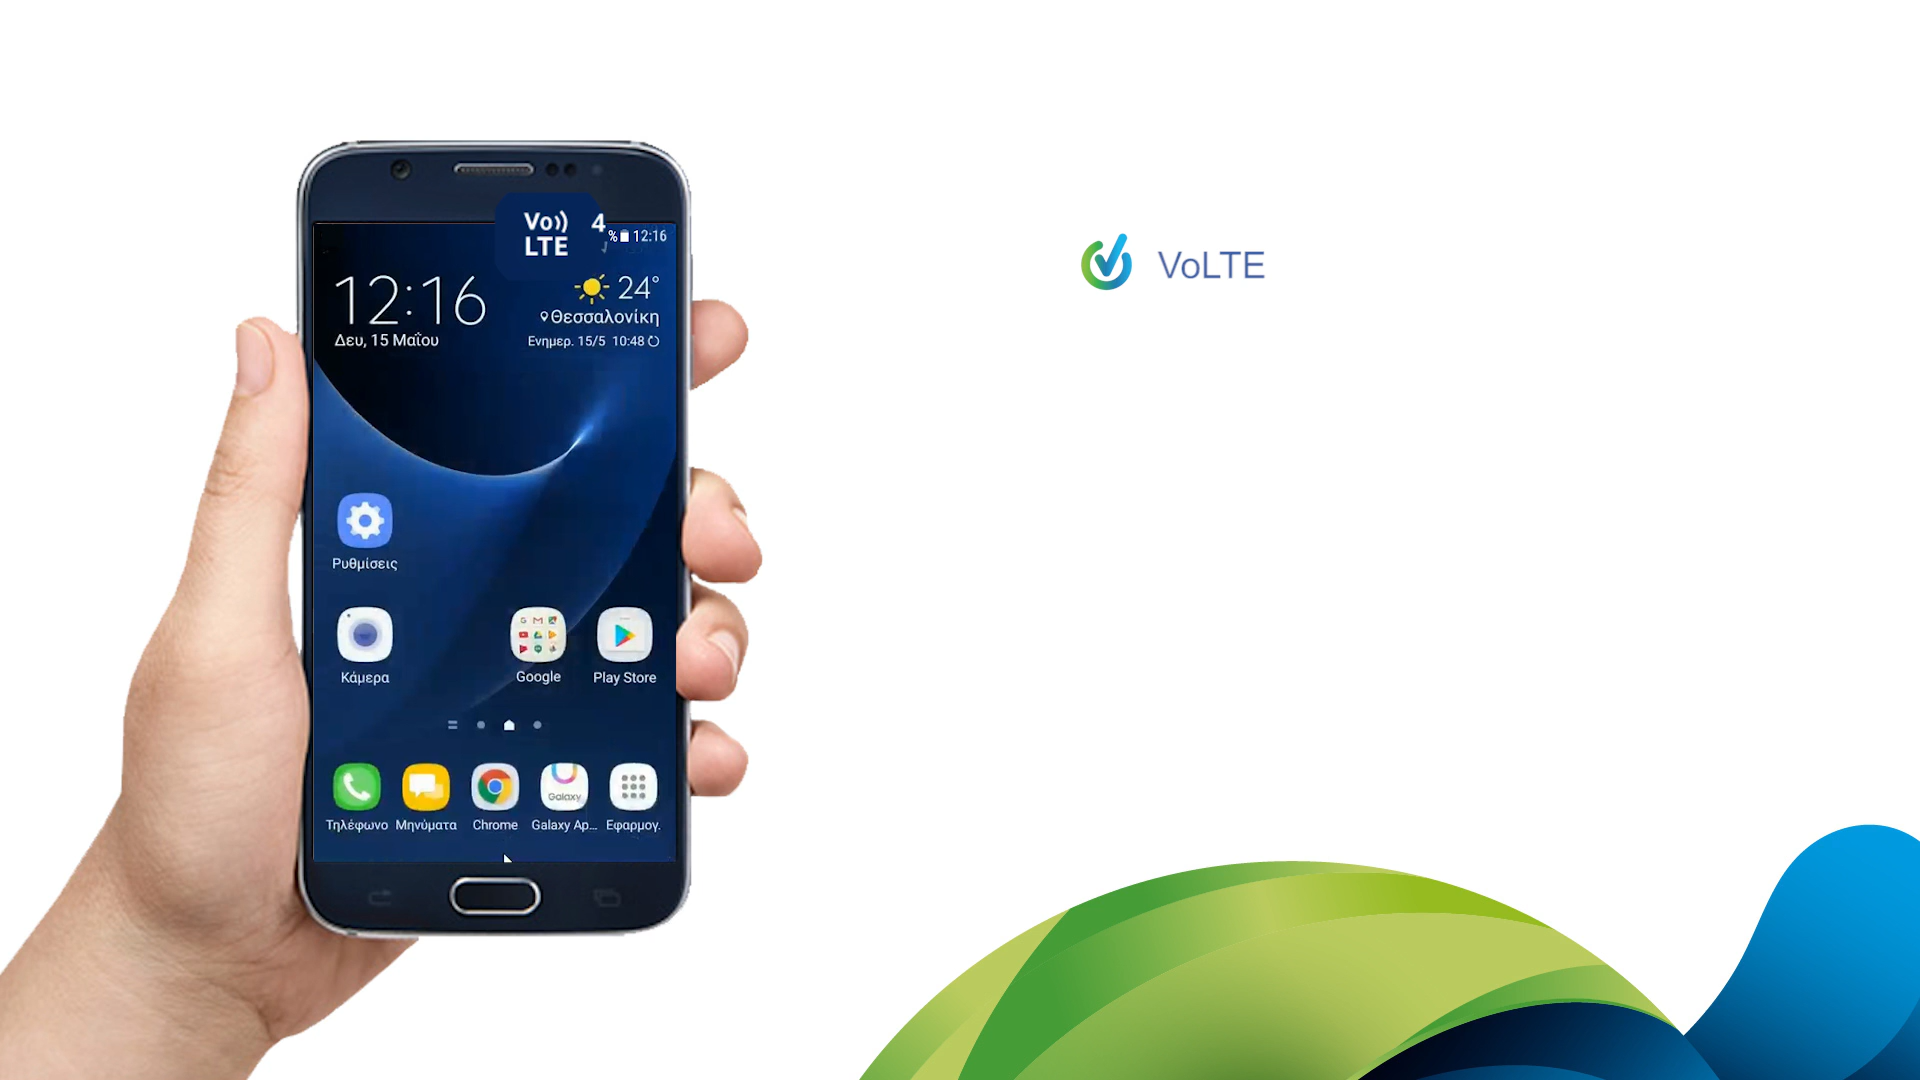 Vo)) 4
LTE
% 12:16
12:16
24°
Θεσσαλονίκη
Δευ, 15 Μαΐου
Ενημερ. 15/5 10:48
VoLTE
Ρυθμίσεις
Κάμερα
Google
Play Store
Galaxy
Τηλέφωνο
Μηνύματα
Chrome
Galaxy Ap...
Εφαρμογ.